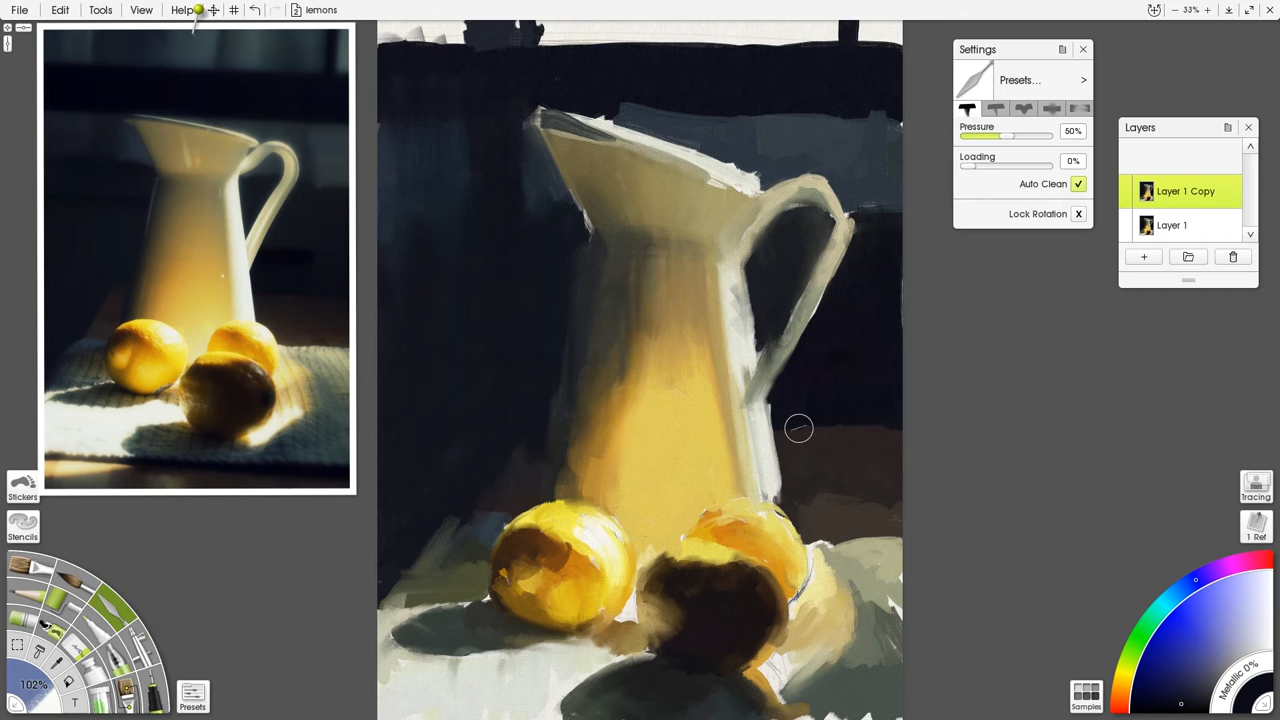 File Edit Tools View Help 2 lemons 33%
Settings
Presets... >
Pressure 50%
Loading 0%
Auto Clean
Lock Rotation X
Layers
Layer 1 Copy
Layer 1
Stickers
Stencils
102%
T
Presets
Tracing
1 Ref
Samples
Metallic 0%